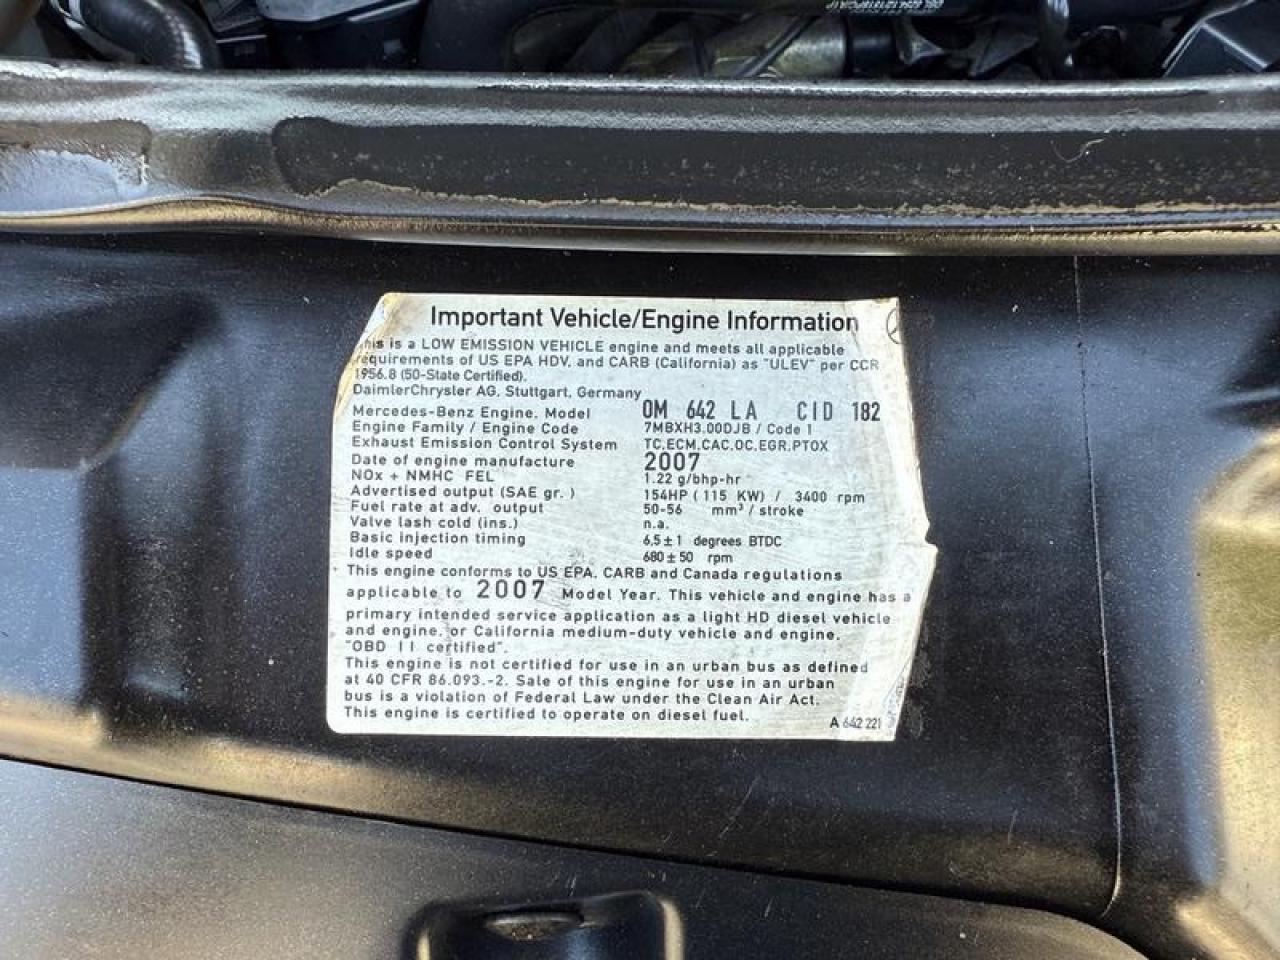 Important Vehicle/Engine Information
This is a LOW EMISSION VEHICLE engine and meets all applicable
requirements of US EPA HDV, and CARB (California) as "ULEV" per CCR
1956.8 (50-State Certified).
DaimlerChrysler AG, Stuttgart, Germany
Mercedes-Benz Engine, Model OM 642 LA CID 182
Engine Family / Engine Code 7MBXH3.00DJB / Code 1
Exhaust Emission Control System TC,ECM,CAC,OC,EGR,PTOX
Date of engine manufacture 2007
NOx + NMHC FEL 1.22 g/bhp-hr
Advertised output (SAE gr. ) 154HP ( 115 KW) / 3400 rpm
Fuel rate at adv. output 50-56 mm³ / stroke
Valve lash cold (ins.) n.a.
Basic injection timing 6,5 ± 1 degrees BTDC
Idle speed 680 ± 50 rpm
This engine conforms to US EPA, CARB and Canada regulations
applicable to 2007 Model Year. This vehicle and engine has a
primary intended service application as a light HD diesel vehicle
and engine, or California medium-duty vehicle and engine.
"OBD II certified".
This engine is not certified for use in an urban bus as defined
at 40 CFR 86.093.-2. Sale of this engine for use in an urban
bus is a violation of Federal Law under the Clean Air Act.
This engine is certified to operate on diesel fuel.
A 642 221